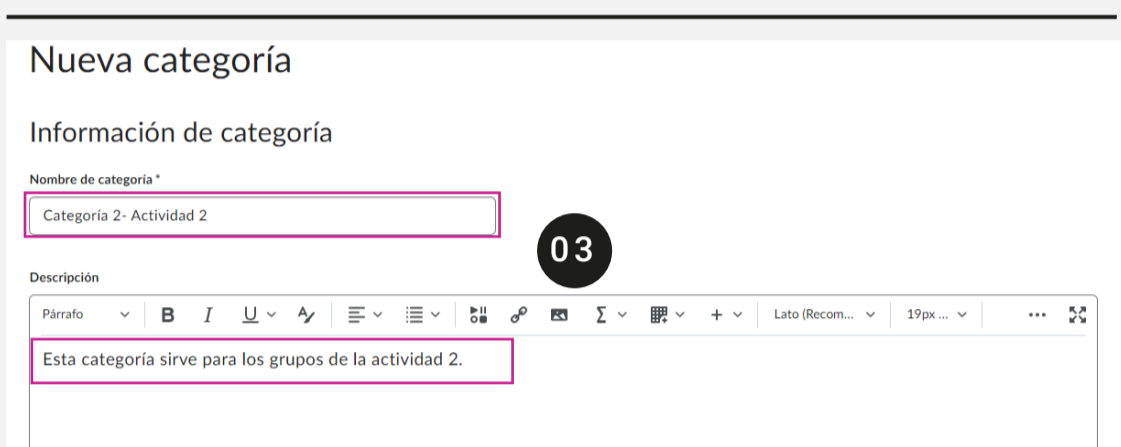 Nueva categoría
Información de categoría
Nombre de categoría *
Categoría 2- Actividad 2
03
Descripción
Párrafo B I U Σ + Lato (Recom... 19px ... ...
Esta categoría sirve para los grupos de la actividad 2.